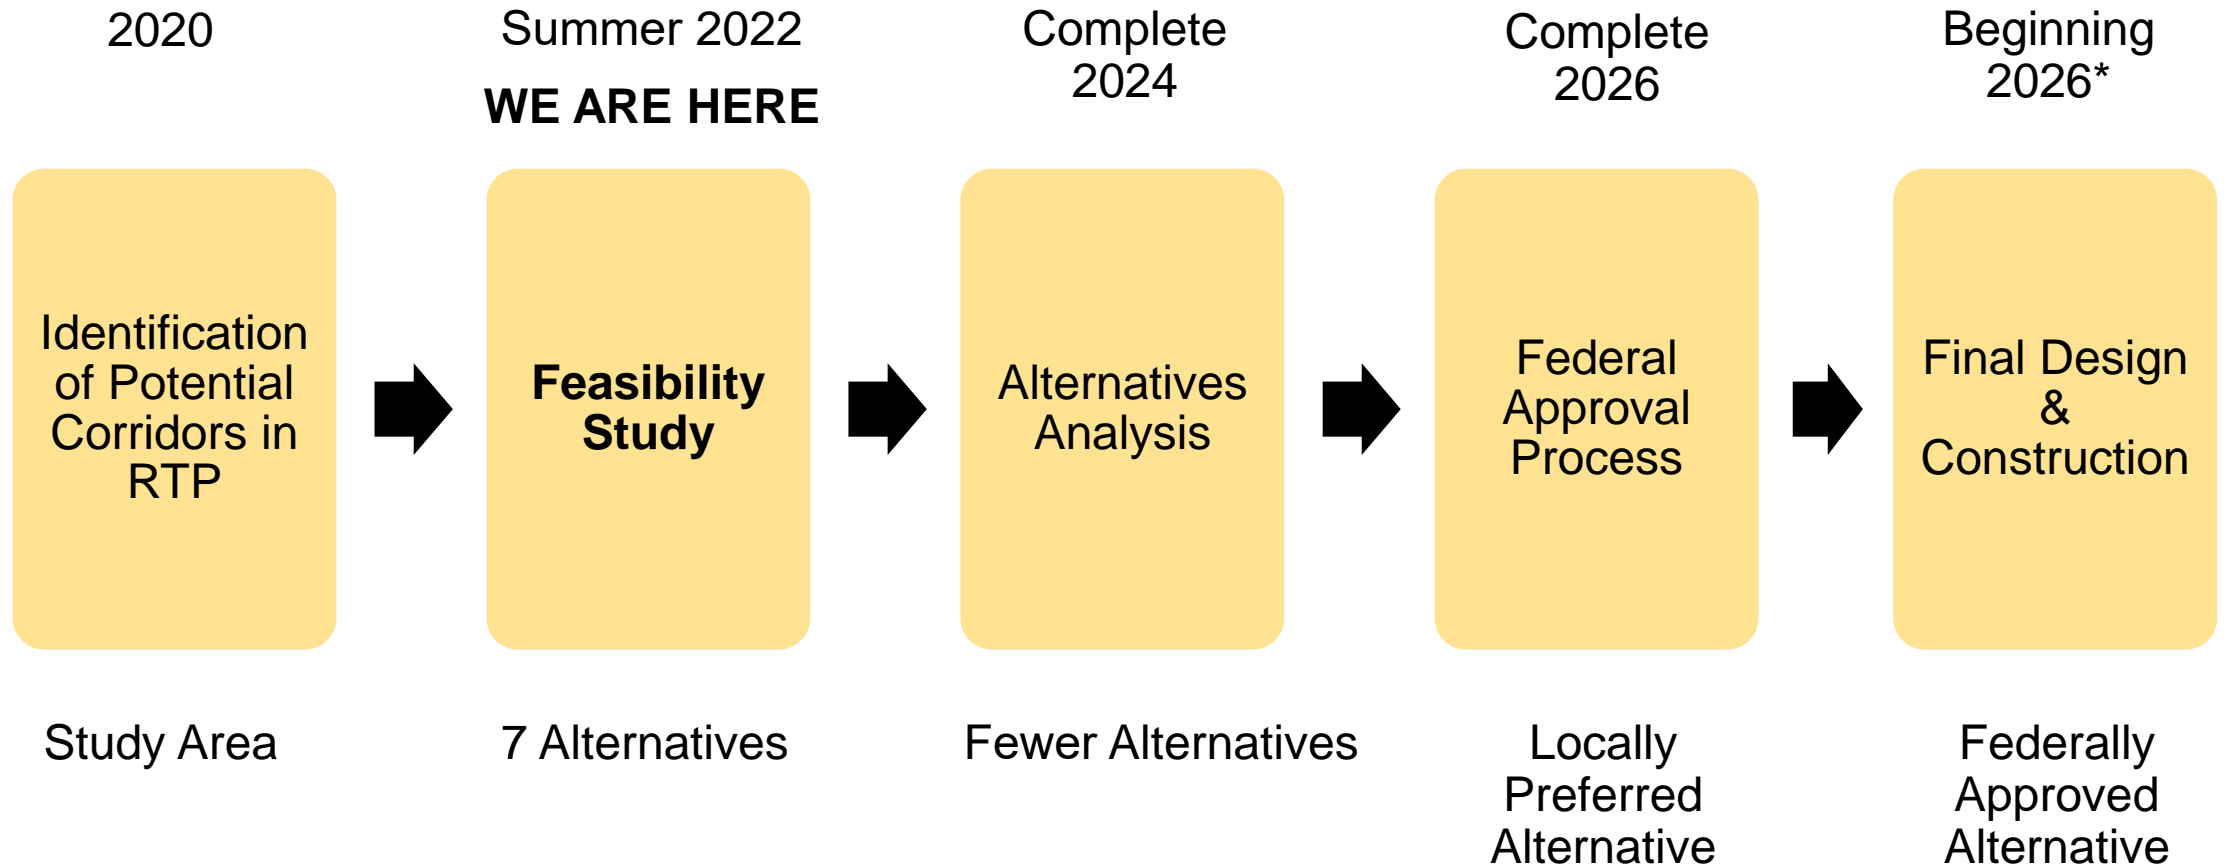 2020
Summer 2022
WE ARE HERE
Complete
2024
Complete
2026
Beginning
2026*
Identification
of Potential
Corridors in
RTP
Feasibility
Study
Alternatives
Analysis
Federal
Approval
Process
Final Design
&
Construction
Study Area
7 Alternatives
Fewer Alternatives
Locally
Preferred
Alternative
Federally
Approved
Alternative